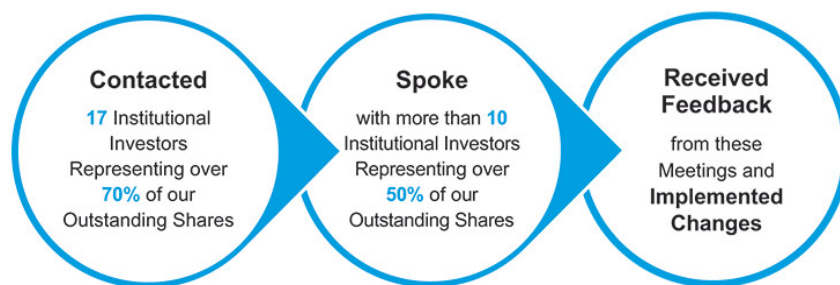 Contacted
17 Institutional
Investors
Representing over
70% of our
Outstanding Shares
Spoke
with more than 10
Institutional Investors
Representing over
50% of our
Outstanding Shares
Received
Feedback
from these
Meetings and
Implemented
Changes